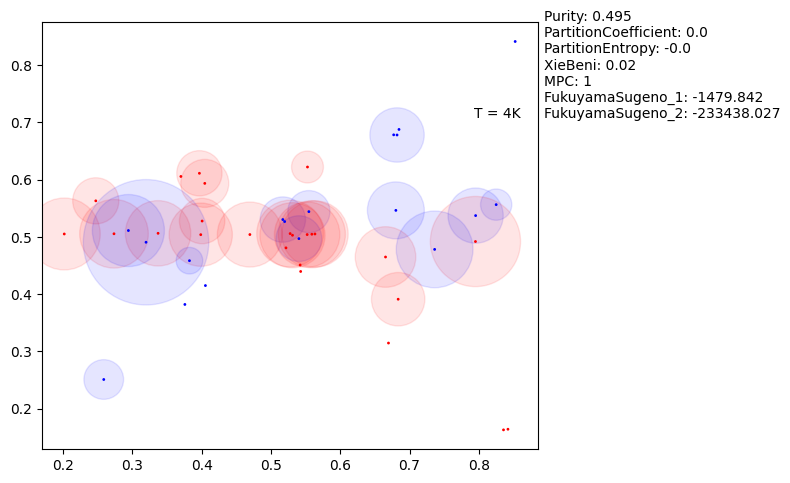 Purity: 0.495
PartitionCoefficient: 0.0
PartitionEntropy: -0.0
XieBeni: 0.02
MPC: 1
FukuyamaSugeno_1: -1479.842
FukuyamaSugeno_2: -233438.027
T = 4K
0.8
0.7
0.6
0.5
0.4
0.3
0.2
0.2 0.3 0.4 0.5 0.6 0.7 0.8